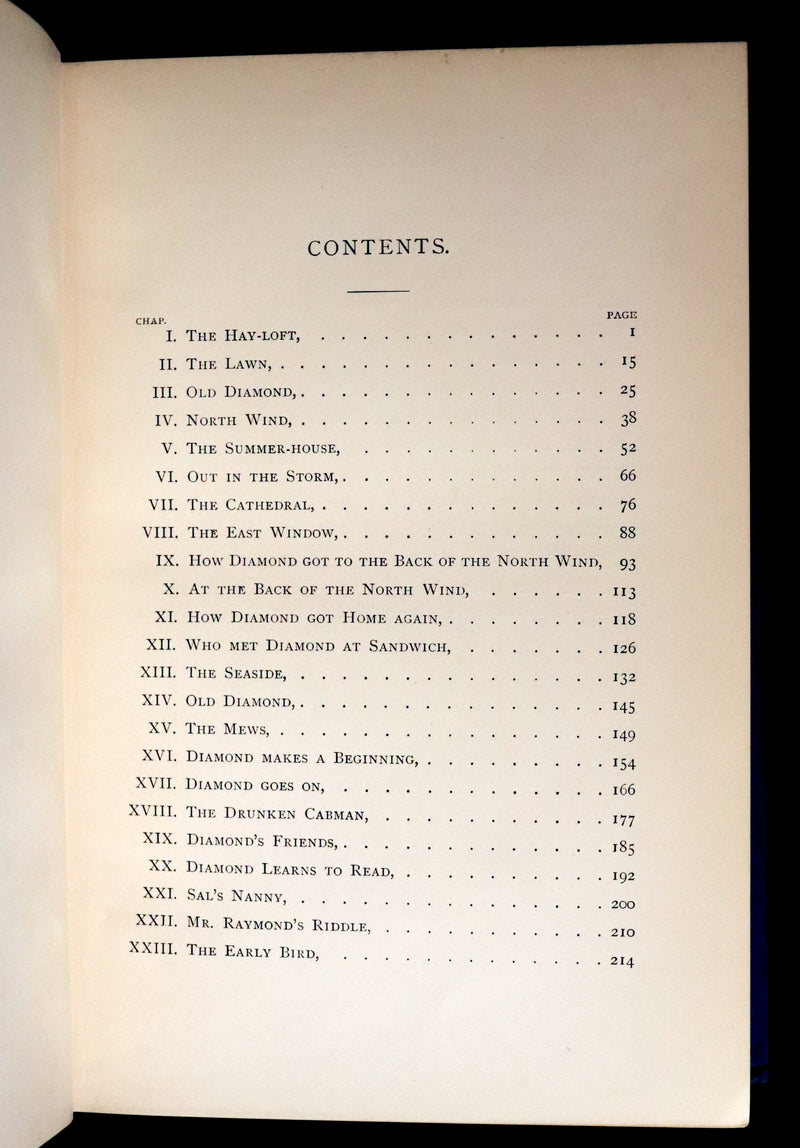 CONTENTS.
CHAP. PAGE
I. The Hay-loft, . . . . . . . . . . . . . . 1
II. The Lawn, . . . . . . . . . . . . . . . . 15
III. Old Diamond, . . . . . . . . . . . . . . . 25
IV. North Wind, . . . . . . . . . . . . . . . 38
V. The Summer-house, . . . . . . . . . . . . 52
VI. Out in the Storm, . . . . . . . . . . . . . 66
VII. The Cathedral, . . . . . . . . . . . . . . 76
VIII. The East Window, . . . . . . . . . . . . . 88
IX. How Diamond got to the Back of the North Wind, 93
X. At the Back of the North Wind, . . . . . . 113
XI. How Diamond got Home again, . . . . . . . . 118
XII. Who met Diamond at Sandwich, . . . . . . . 126
XIII. The Seaside, . . . . . . . . . . . . . . . 132
XIV. Old Diamond, . . . . . . . . . . . . . . . 145
XV. The Mews, . . . . . . . . . . . . . . . . 149
XVI. Diamond makes a Beginning, . . . . . . . . . 154
XVII. Diamond goes on, . . . . . . . . . . . . . 166
XVIII. The Drunken Cabman, . . . . . . . . . . . 177
XIX. Diamond's Friends, . . . . . . . . . . . . . 185
XX. Diamond Learns to Read, . . . . . . . . . . 192
XXI. Sal's Nanny, . . . . . . . . . . . . . . . 200
XXII. Mr. Raymond's Riddle, . . . . . . . . . . . 210
XXIII. The Early Bird, . . . . . . . . . . . . . 214